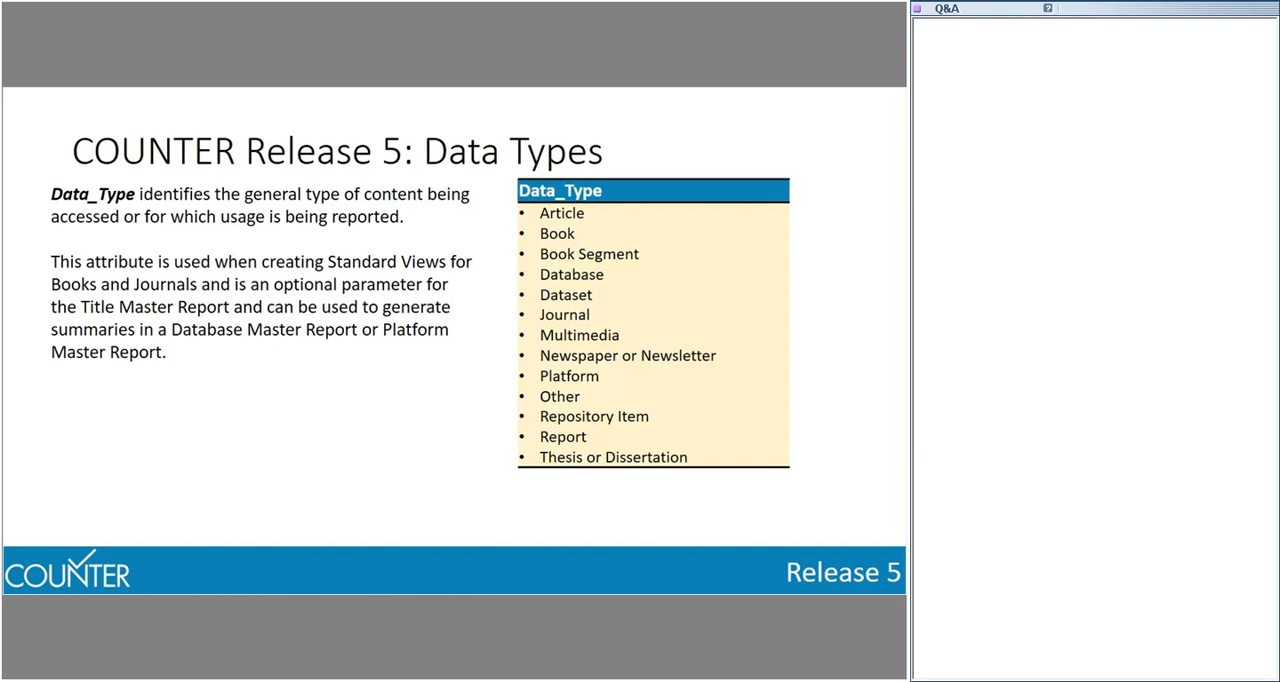 Q&A
COUNTER Release 5: Data Types
Data_Type identifies the general type of content being
accessed or for which usage is being reported.
This attribute is used when creating Standard Views for
Books and Journals and is an optional parameter for
the Title Master Report and can be used to generate
summaries in a Database Master Report or Platform
Master Report.
Data_Type
• Article
• Book
• Book Segment
• Database
• Dataset
• Journal
• Multimedia
• Newspaper or Newsletter
• Platform
• Other
• Repository Item
• Report
• Thesis or Dissertation
COUNTER
Release 5